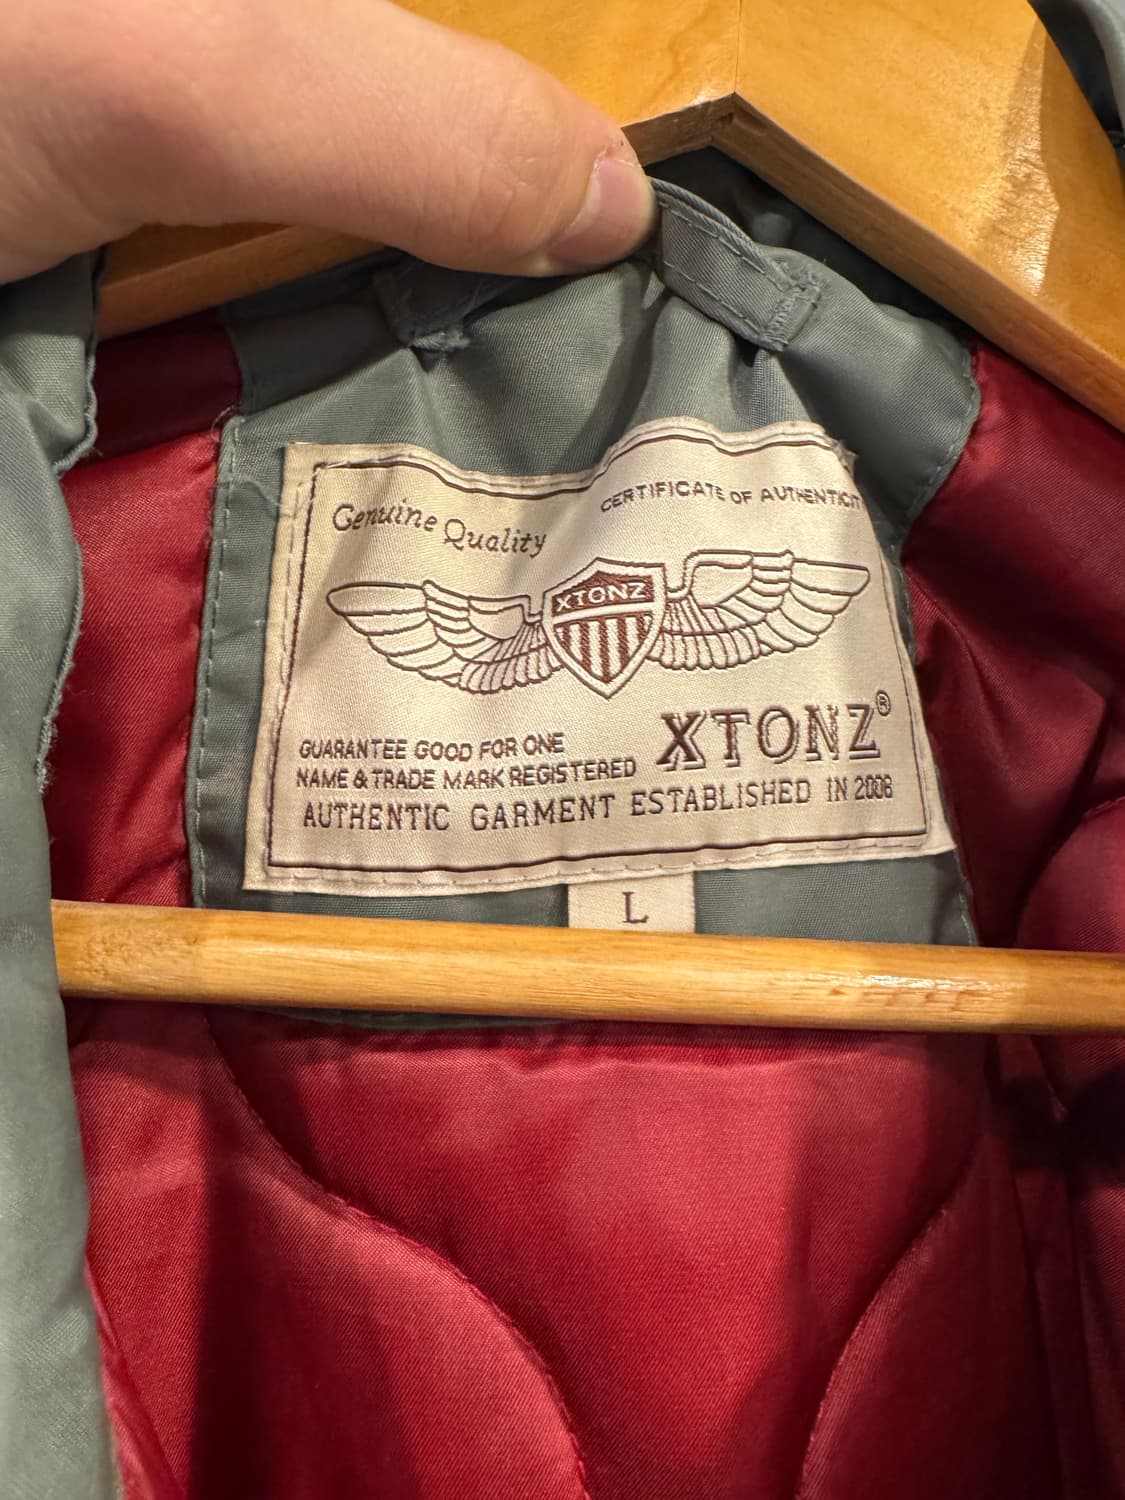 Genuine Quality
CERTIFICATE OF AUTHENTICIT
XTONZ
XTONZ®
GUARANTEE GOOD FOR ONE
NAME & TRADE MARK REGISTERED
AUTHENTIC GARMENT ESTABLISHED IN 2008
L